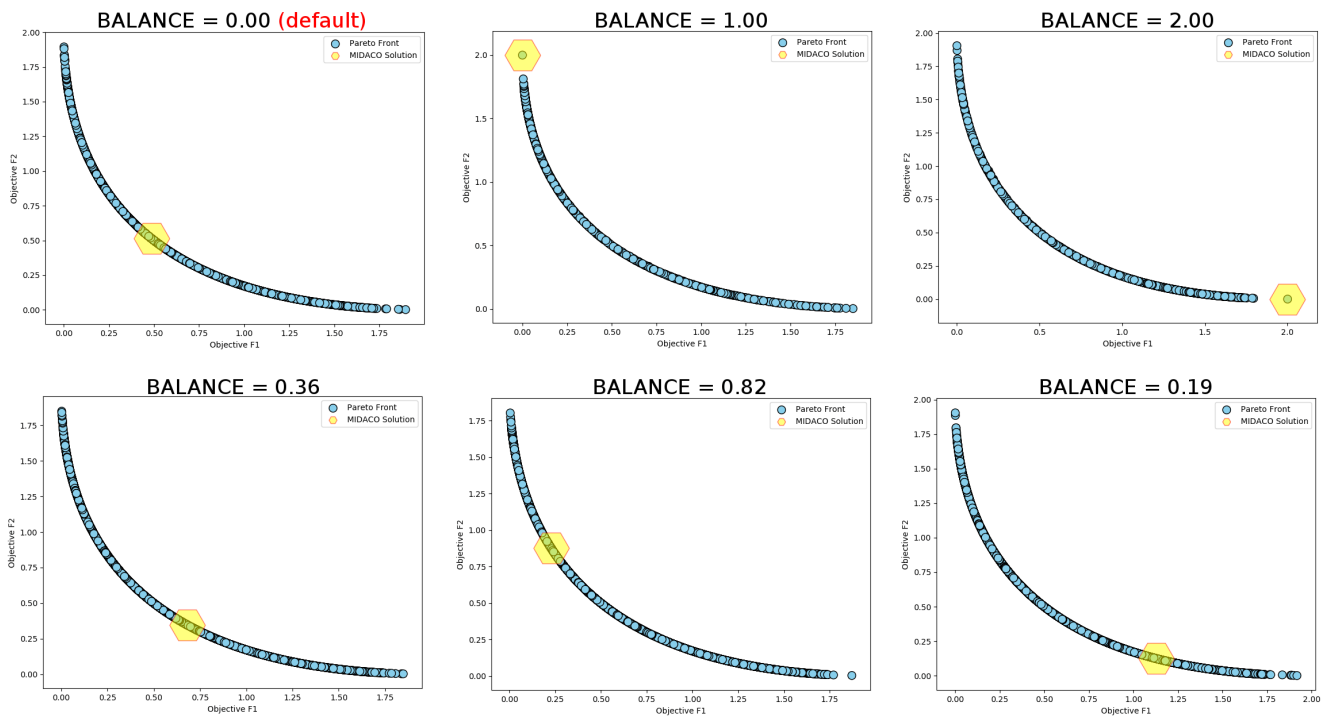 BALANCE = 0.00 (default)
2.00
1.75
1.50
1.25
1.00
0.75
0.50
0.25
0.00
Objective F2
Pareto Front
MIDACO Solution
0.00 0.25 0.50 0.75 1.00 1.25 1.50 1.75
Objective F1
BALANCE = 1.00
2.0
1.5
1.0
0.5
0.0
Objective F2
Pareto Front
MIDACO Solution
0.00 0.25 0.50 0.75 1.00 1.25 1.50 1.75
Objective F1
BALANCE = 2.00
2.00
1.75
1.50
1.25
1.00
0.75
0.50
0.25
0.00
Objective F2
Pareto Front
MIDACO Solution
0.0 0.5 1.0 1.5 2.0
Objective F1
BALANCE = 0.36
1.75
1.50
1.25
1.00
0.75
0.50
0.25
0.00
Objective F2
Pareto Front
MIDACO Solution
0.00 0.25 0.50 0.75 1.00 1.25 1.50 1.75
Objective F1
BALANCE = 0.82
1.75
1.50
1.25
1.00
0.75
0.50
0.25
0.00
Objective F2
Pareto Front
MIDACO Solution
0.00 0.25 0.50 0.75 1.00 1.25 1.50 1.75
Objective F1
BALANCE = 0.19
2.00
1.75
1.50
1.25
1.00
0.75
0.50
0.25
0.00
Objective F2
Pareto Front
MIDACO Solution
0.00 0.25 0.50 0.75 1.00 1.25 1.50 1.75 2.00
Objective F1